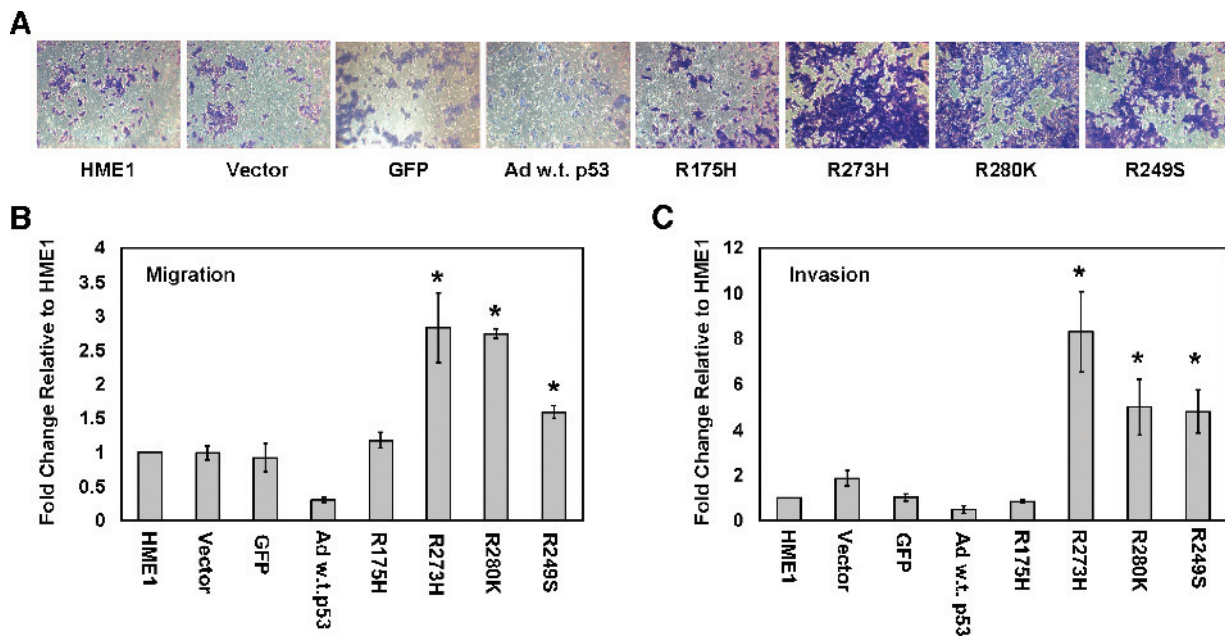 A
HME1 Vector GFP Ad w.t. p53 R175H R273H R280K R249S
B
Fold Change Relative to HME1
4
3.5
3
2.5
2
1.5
1
0.5
0
Migration
* * *
HME1 Vector GFP Ad w.t.p53 R175H R273H R280K R249S
C
Fold Change Relative to HME1
12
10
8
6
4
2
0
Invasion
* * *
HME1 Vector GFP Ad w.t. p53 R175H R273H R280K R249S